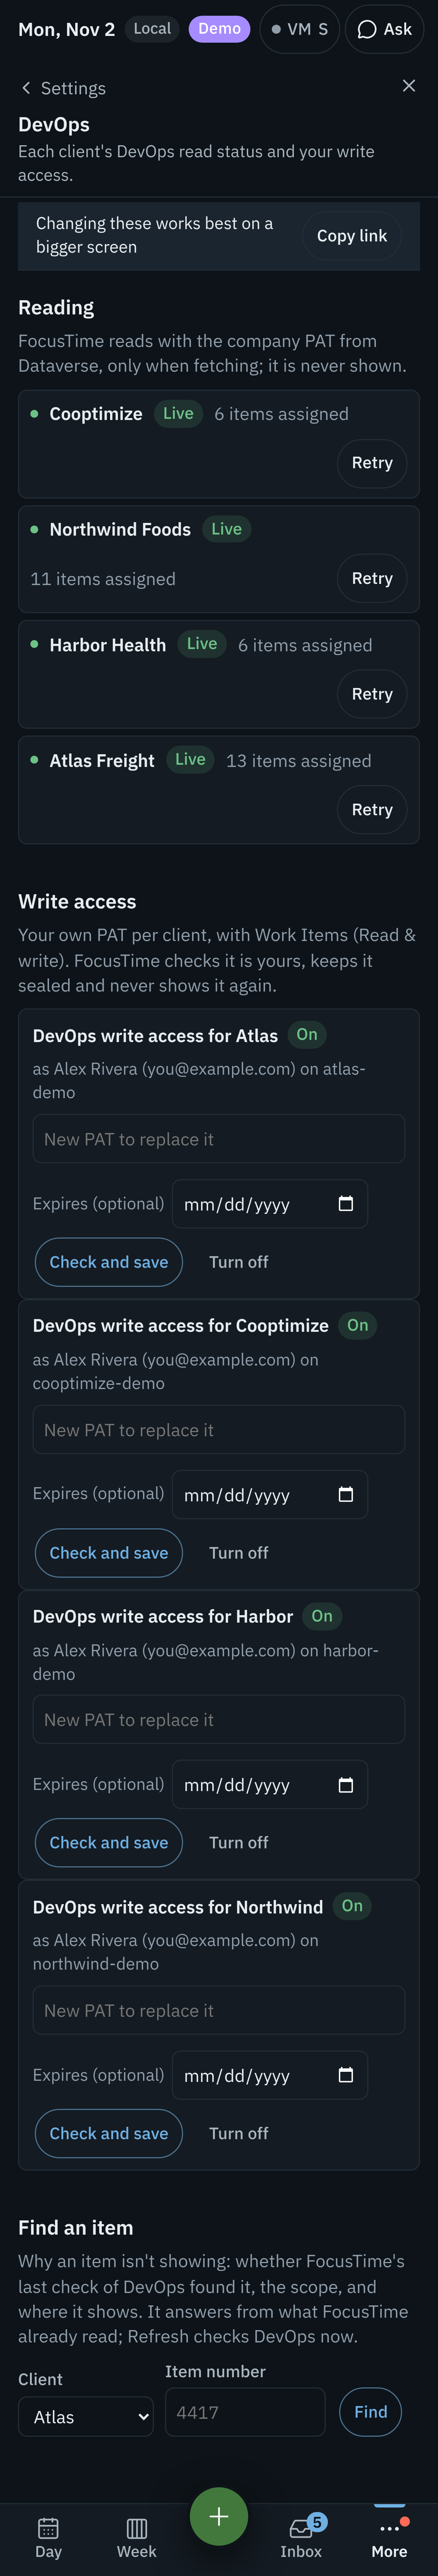 Mon, Nov 2 Local Demo VM S Ask
Settings
DevOps
Each client's DevOps read status and your write
access.
Changing these works best on a
bigger screen
Copy link
Reading
FocusTime reads with the company PAT from
Dataverse, only when fetching; it is never shown.
Cooptimize Live 6 items assigned
Retry
Northwind Foods Live
11 items assigned Retry
Harbor Health Live 6 items assigned
Retry
Atlas Freight Live 13 items assigned
Retry
Write access
Your own PAT per client, with Work Items (Read &
write). FocusTime checks it is yours, keeps it
sealed and never shows it again.
DevOps write access for Atlas On
as Alex Rivera (you@example.com) on atlas-
demo
New PAT to replace it
Expires (optional) mm/dd/yyyy
Check and save Turn off
DevOps write access for Cooptimize On
as Alex Rivera (you@example.com) on
cooptimize-demo
New PAT to replace it
Expires (optional) mm/dd/yyyy
Check and save Turn off
DevOps write access for Harbor On
as Alex Rivera (you@example.com) on harbor-
demo
New PAT to replace it
Expires (optional) mm/dd/yyyy
Check and save Turn off
DevOps write access for Northwind On
as Alex Rivera (you@example.com) on
northwind-demo
New PAT to replace it
Expires (optional) mm/dd/yyyy
Check and save Turn off
Find an item
Why an item isn't showing: whether FocusTime's
last check of DevOps found it, the scope, and
where it shows. It answers from what FocusTime
already read; Refresh checks DevOps now.
Client Item number
Atlas 4417 Find
5
Day Week Inbox More